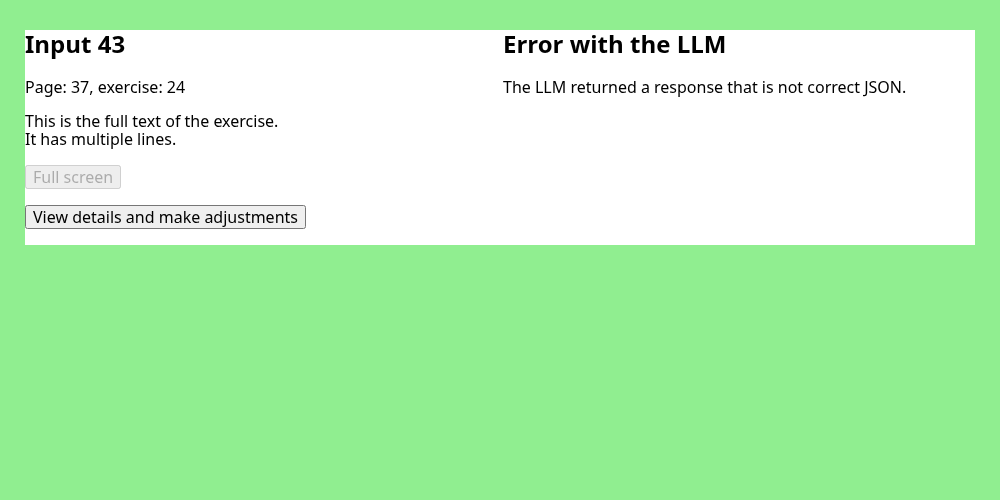 Input 43
Page: 37, exercise: 24
This is the full text of the exercise.
It has multiple lines.
Full screen
View details and make adjustments
Error with the LLM
The LLM returned a response that is not correct JSON.